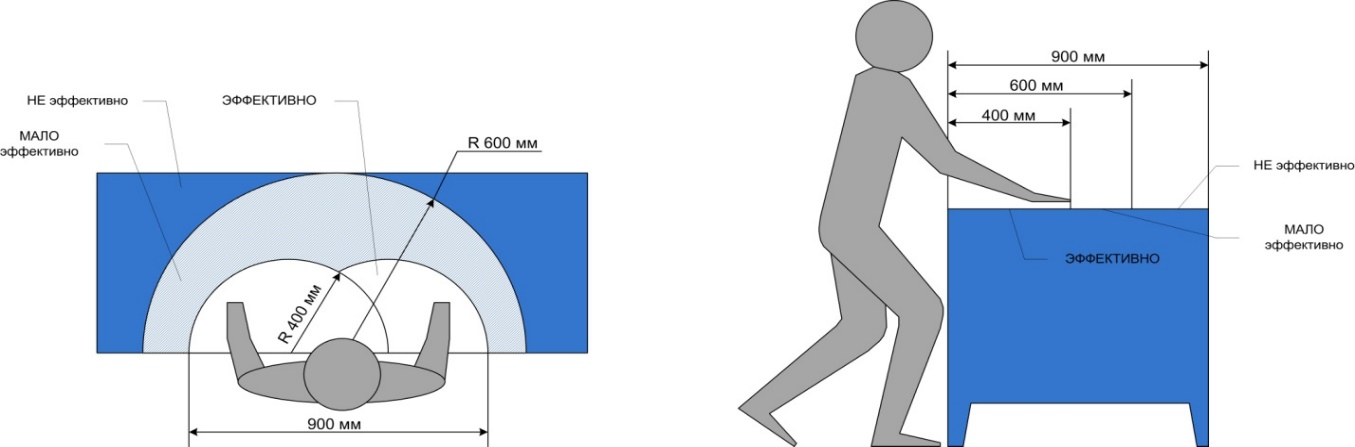 НЕ эффективно
ЭФФЕКТИВНО
МАЛО
эффективно
R 600 мм
R 400 мм
900 мм
900 мм
600 мм
400 мм
НЕ эффективно
МАЛО
эффективно
ЭФФЕКТИВНО